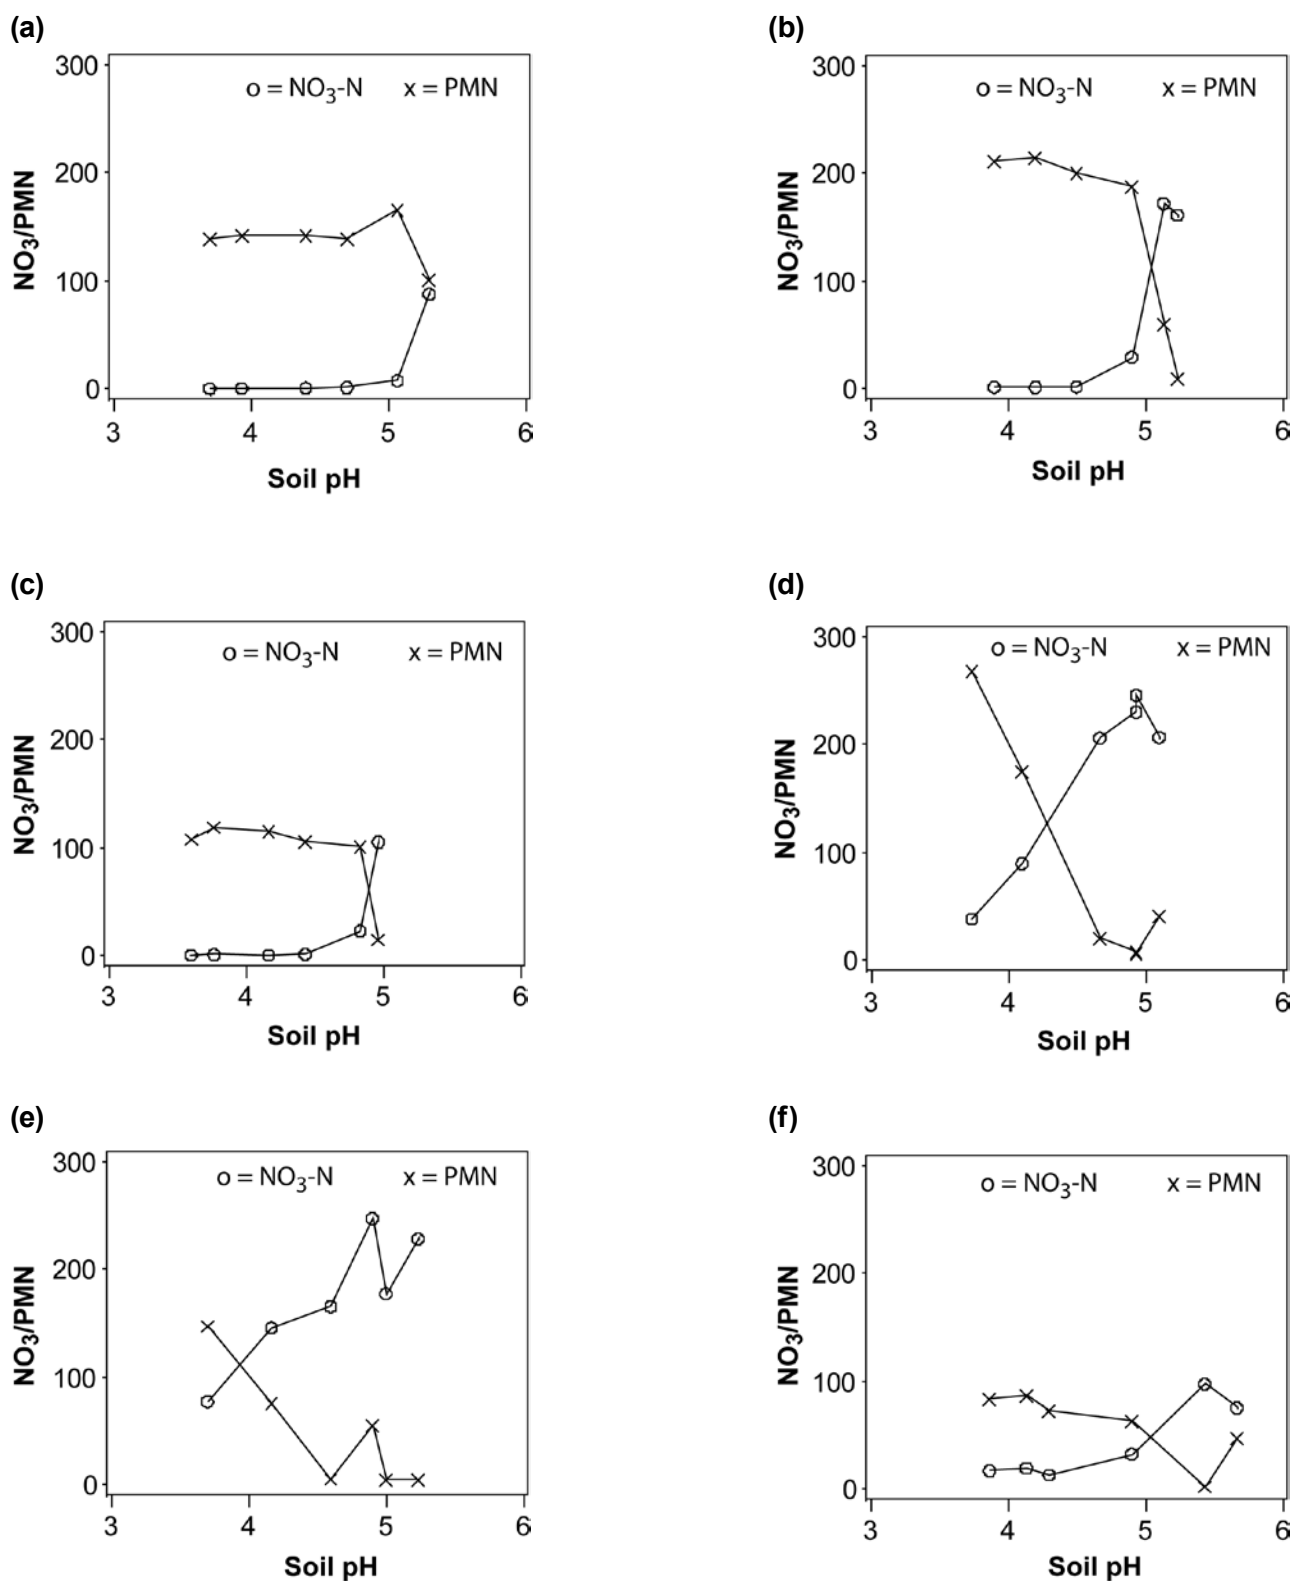 (a)
300
o = NO3-N x = PMN
200
100
0
NO3/PMN
3 4 5 6
Soil pH
(b)
300
o = NO3-N x = PMN
200
100
0
NO3/PMN
3 4 5 6
Soil pH
(c)
300
o = NO3-N x = PMN
200
100
0
NO3/PMN
3 4 5 6
Soil pH
(d)
300
o = NO3-N x = PMN
200
100
0
NO3/PMN
3 4 5 6
Soil pH
(e)
300
o = NO3-N x = PMN
200
100
0
NO3/PMN
3 4 5 6
Soil pH
(f)
300
o = NO3-N x = PMN
200
100
0
NO3/PMN
3 4 5 6
Soil pH